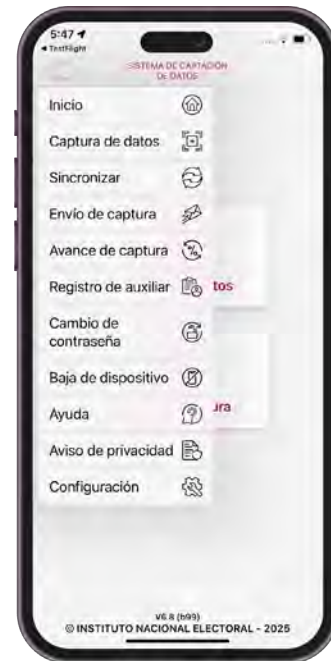 5:47
◀ TestFlight
SISTEMA DE CAPTACIÓN
DE DATOS
Inicio
Captura de datos
Sincronizar
Envío de captura
Avance de captura
Registro de auxiliar
tos
Cambio de
contraseña
Baja de dispositivo
Ayuda
ura
Aviso de privacidad
Configuración
V6.8 (b99)
© INSTITUTO NACIONAL ELECTORAL - 2025